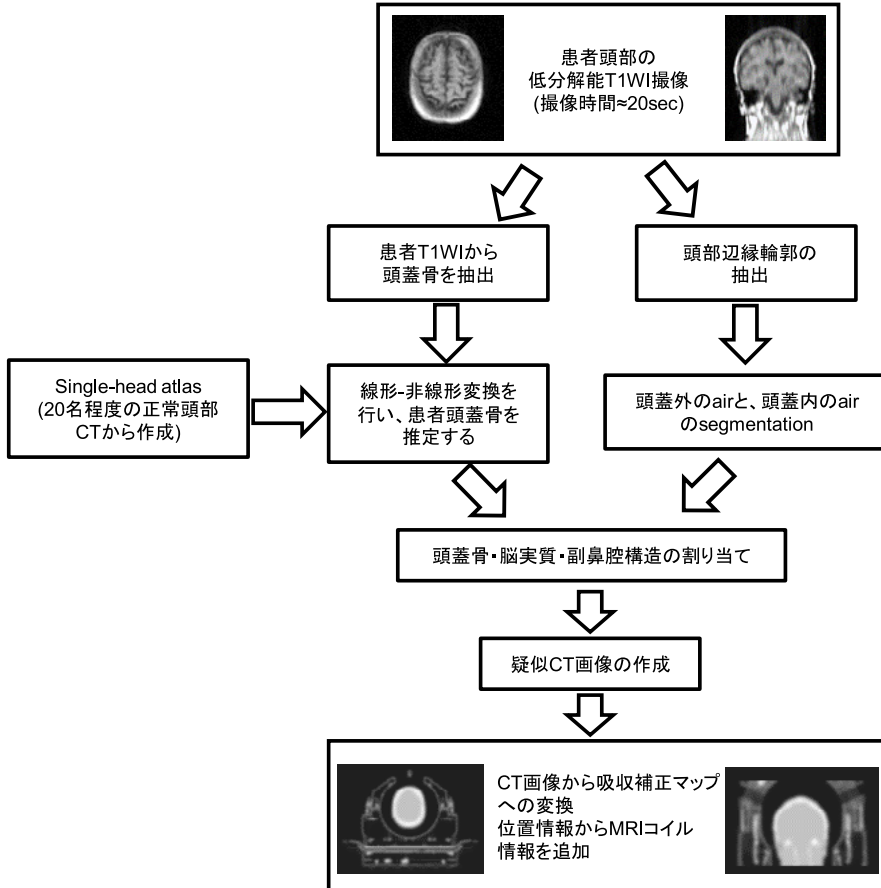 患者頭部の
低分解能T1WI撮像
(撮像時間≈20sec)
患者T1WIから
頭蓋骨を抽出
頭部辺縁輪郭の
抽出
Single-head atlas
(20名程度の正常頭部
CTから作成)
線形-非線形変換を
行い、患者頭蓋骨を
推定する
頭蓋外のairと、頭蓋内のair
のsegmentation
頭蓋骨・脳実質・副鼻腔構造の割り当て
疑似CT画像の作成
CT画像から吸収補正マップ
への変換
位置情報からMRIコイル
情報を追加